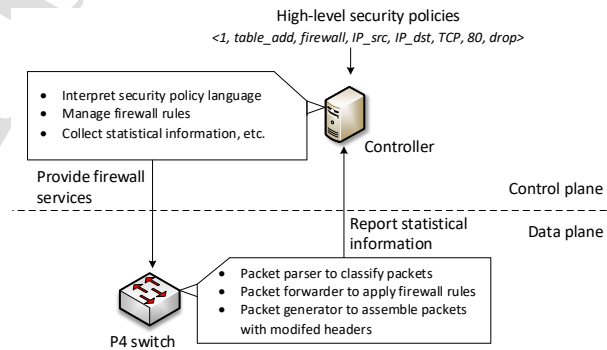 High-level security policies
<1, table_add, firewall, IP_src, IP_dst, TCP, 80, drop>
• Interpret security policy language
• Manage firewall rules
• Collect statistical information, etc.
Controller
Provide firewall
services
Control plane
Report statistical
information
Data plane
• Packet parser to classify packets
• Packet forwarder to apply firewall rules
• Packet generator to assemble packets
with modifed headers
P4 switch